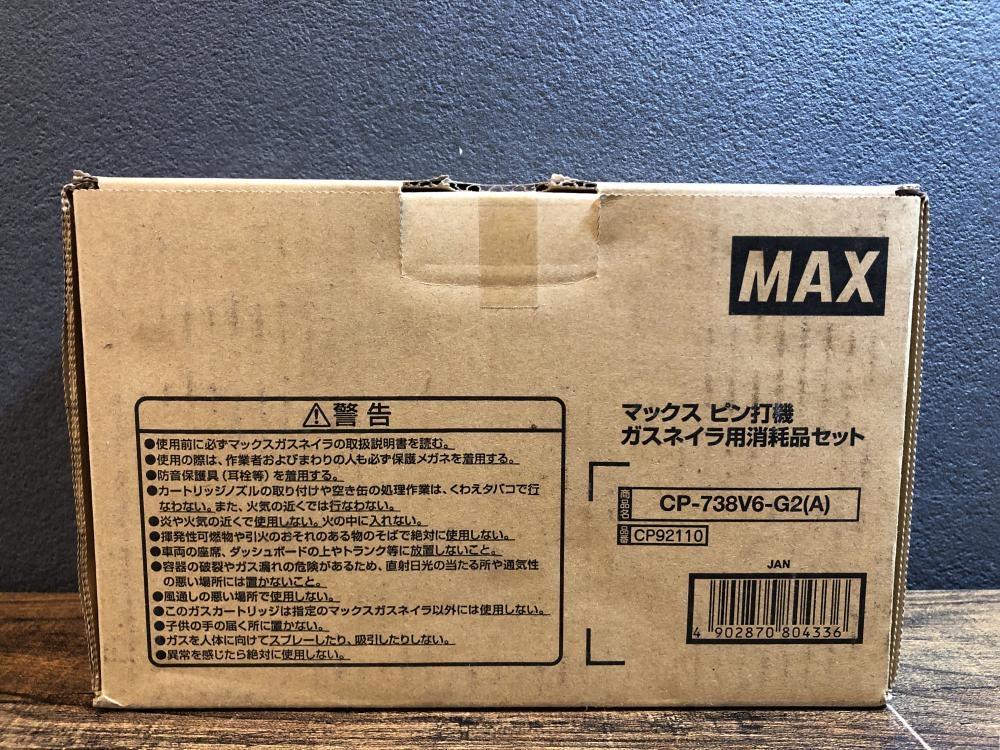 MAX
⚠警告
●使用前に必ずマックスガスネイラの取扱説明書を読む。
●使用の際は、作業者およびまわりの人も必ず保護メガネを着用する。
●防音保護具(耳栓等)を着用する。
●カートリッジノズルの取り付けや空き缶の処理作業は、くわえタバコで行
なわない。また、火気の近くでは行なわない。
●炎や火気の近くで使用しない。火の中に入れない。
●揮発性可燃物や引火のおそれのある物のそばで絶対に使用しない。
●車両の座席、ダッシュボードの上やトランク等に放置しないこと。
●容器の破裂やガス漏れの危険があるため、直射日光の当たる所や通気性
の悪い場所には置かないこと。
●風通しの悪い場所で使用しない。
●このガスカートリッジは指定のマックスガスネイラ以外には使用しない。
●子供の手の届く所に置かない。
●ガスを人体に向けてスプレーしたり、吸引したりしない。
●異常を感じたら絶対に使用しない。
マックス ピン打機
ガスネイラ用消耗品セット
商品名 CP-738V6-G2(A)
品番 CP92110
JAN
4 902870 804336